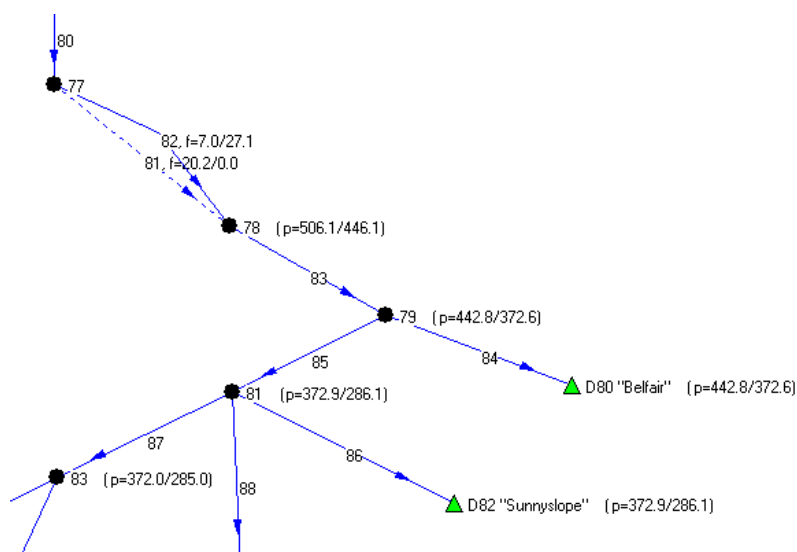 80
77
82, f=7.0/27.1
81, f=20.2/0.0
78 (p=506.1/446.1)
83
79 (p=442.8/372.6)
84
85
D80 "Belfair" (p=442.8/372.6)
81 (p=372.9/286.1)
87
86
83 (p=372.0/285.0)
88
D82 "Sunnyslope" (p=372.9/286.1)